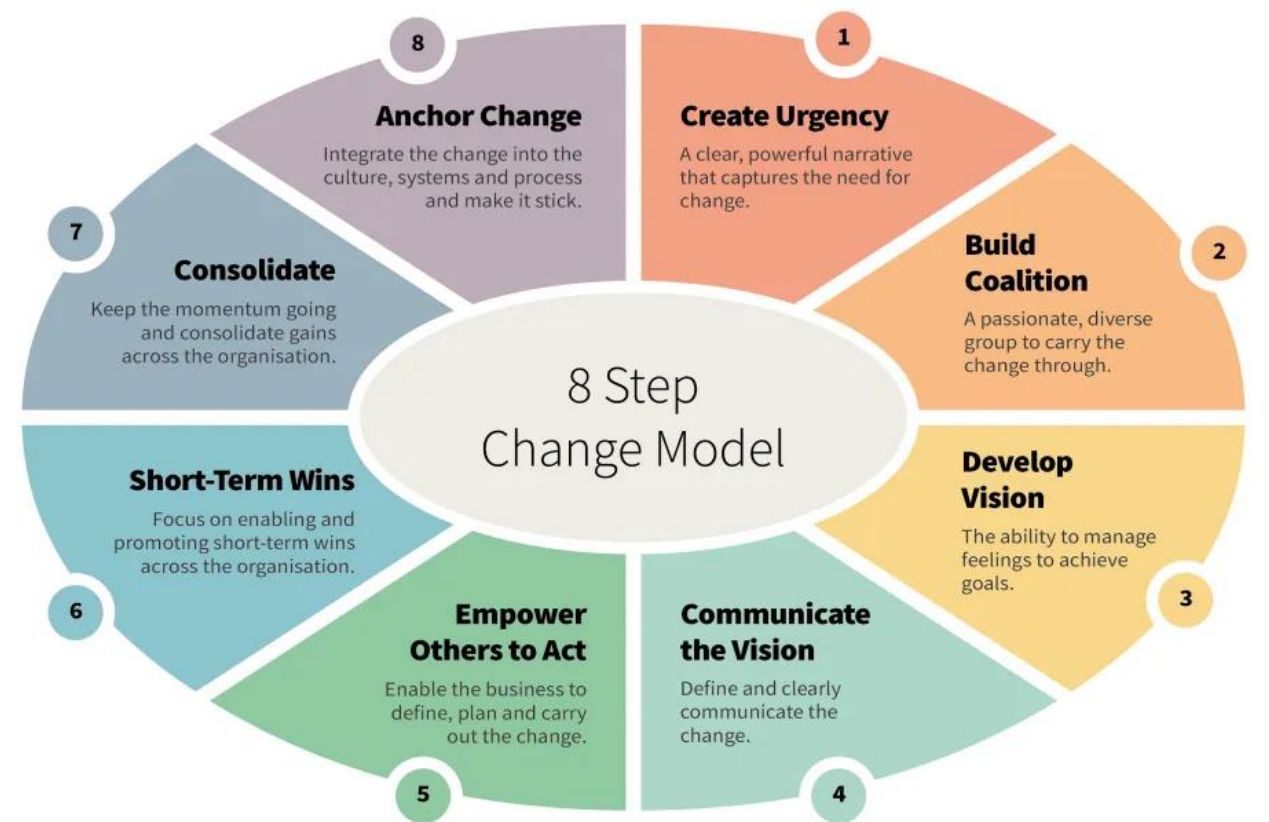 8 Step
Change Model
1
Create Urgency
A clear, powerful narrative
that captures the need for
change.
2
Build
Coalition
A passionate, diverse
group to carry the
change through.
3
Develop
Vision
The ability to manage
feelings to achieve
goals.
4
Communicate
the Vision
Define and clearly
communicate the
change.
5
Empower
Others to Act
Enable the business to
define, plan and carry
out the change.
6
Short-Term Wins
Focus on enabling and
promoting short-term wins
across the organisation.
7
Consolidate
Keep the momentum going
and consolidate gains
across the organisation.
8
Anchor Change
Integrate the change into the
culture, systems and process
and make it stick.